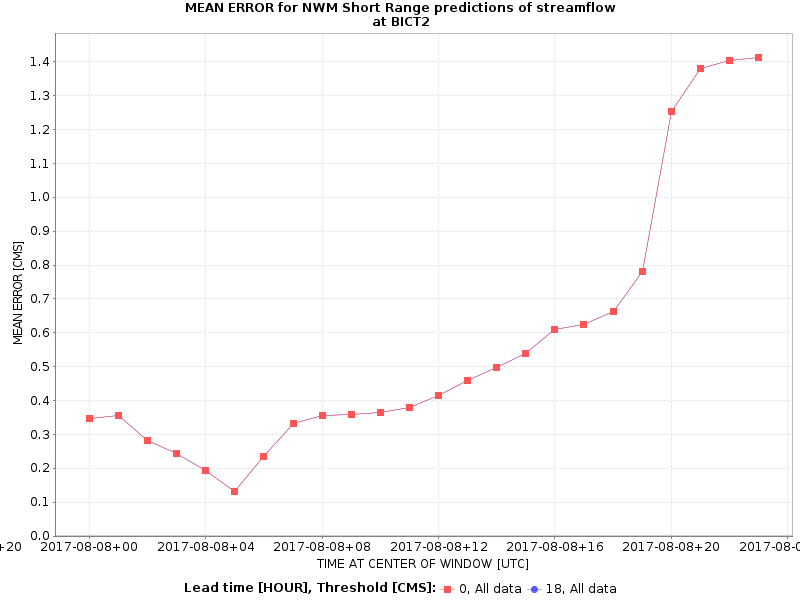 MEAN ERROR for NWM Short Range predictions of streamflow
at BICT2
MEAN ERROR [CMS]
1.4
1.3
1.2
1.1
1.0
0.9
0.8
0.7
0.6
0.5
0.4
0.3
0.2
0.1
0.0
+20 2017-08-08+00 2017-08-08+04 2017-08-08+08 2017-08-08+12 2017-08-08+16 2017-08-08+20 2017-08-0
TIME AT CENTER OF WINDOW [UTC]
Lead time [HOUR], Threshold [CMS]: 0, All data 18, All data